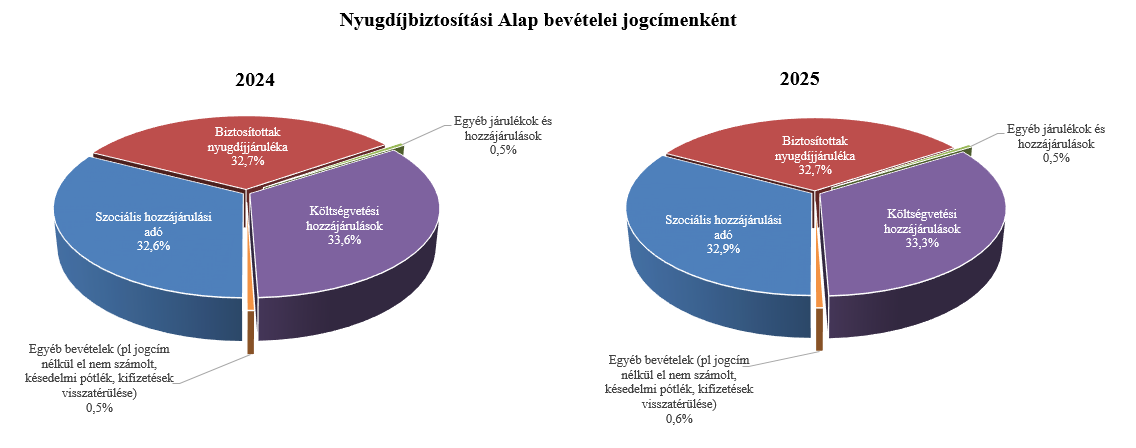 Nyugdíjbiztosítási Alap bevételei jogcímenként
2024
Biztosítottak
nyugdíjjáruléka
32,7%
Egyéb járulékok és
hozzájárulások
0,5%
Szociális hozzájárulási
adó
32,6%
Költségvetési
hozzájárulások
33,6%
Egyéb bevételek (pl jogcím
nélkül el nem számolt,
késedelmi pótlék, kifizetések
visszatérülése)
0,5%
2025
Biztosítottak
nyugdíjjáruléka
32,7%
Egyéb járulékok és
hozzájárulások
0,5%
Szociális hozzájárulási
adó
32,9%
Költségvetési
hozzájárulások
33,3%
Egyéb bevételek (pl jogcím
nélkül el nem számolt,
késedelmi pótlék, kifizetések
visszatérülése)
0,6%